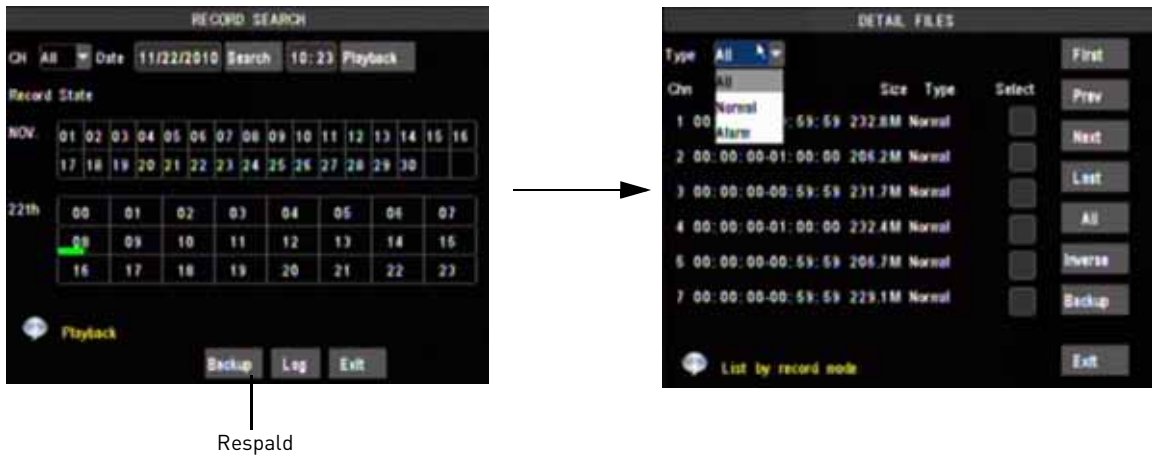 RECORD SEARCH
CH All Date 11/22/2010 Search 10:23 Playback
Record State
NOV. 01 02 03 04 05 06 07 08 09 10 11 12 13 14 15 16
17 18 19 20 21 22 23 24 25 26 27 28 29 30
22th 00 01 02 03 04 05 06 07
08 09 10 11 12 13 14 15
16 17 18 19 20 21 22 23
Playback
Backup Log Exit
Respald
DETAIL FILES
Type All First
All
Normal
Alarm
Chn Size Type Select Prev
1 00 :59:59 232.8M Normal
Next
2 00:00:00-01:00:00 206.2M Normal
Last
3 00:00:00-00:59:59 231.7M Normal
All
4 00:00:00-01:00:00 232.4M Normal
Inverse
5 00:00:00-00:59:59 206.7M Normal
7 00:00:00-00:59:59 229.1M Normal
Backup
List by record mode
Exit